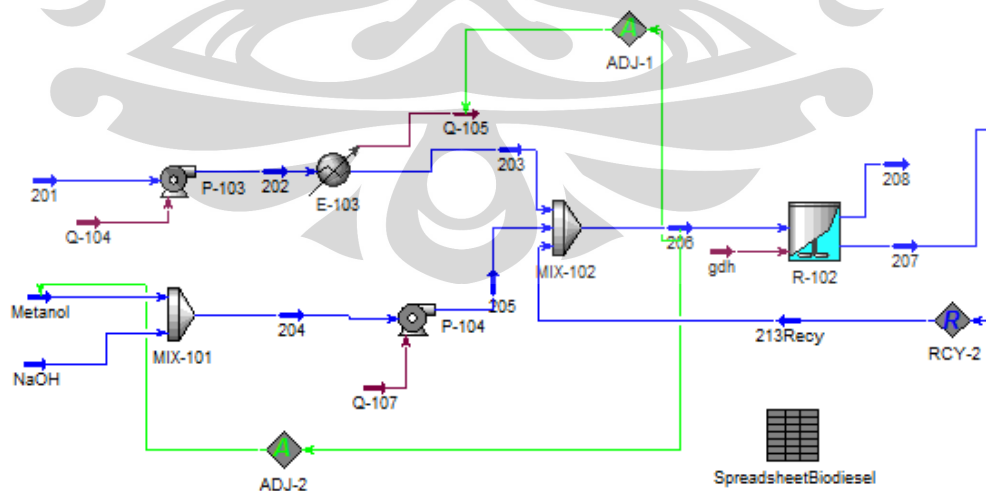 A
ADJ-1
Q-105
201
P-103
202
E-103
203
208
Q-104
MIX-102
206
gdh
R-102
207
Metanol
MIX-101
204
P-104
205
213Recy
R
RCY-2
NaOH
Q-107
A
ADJ-2
SpreadsheetBiodiesel